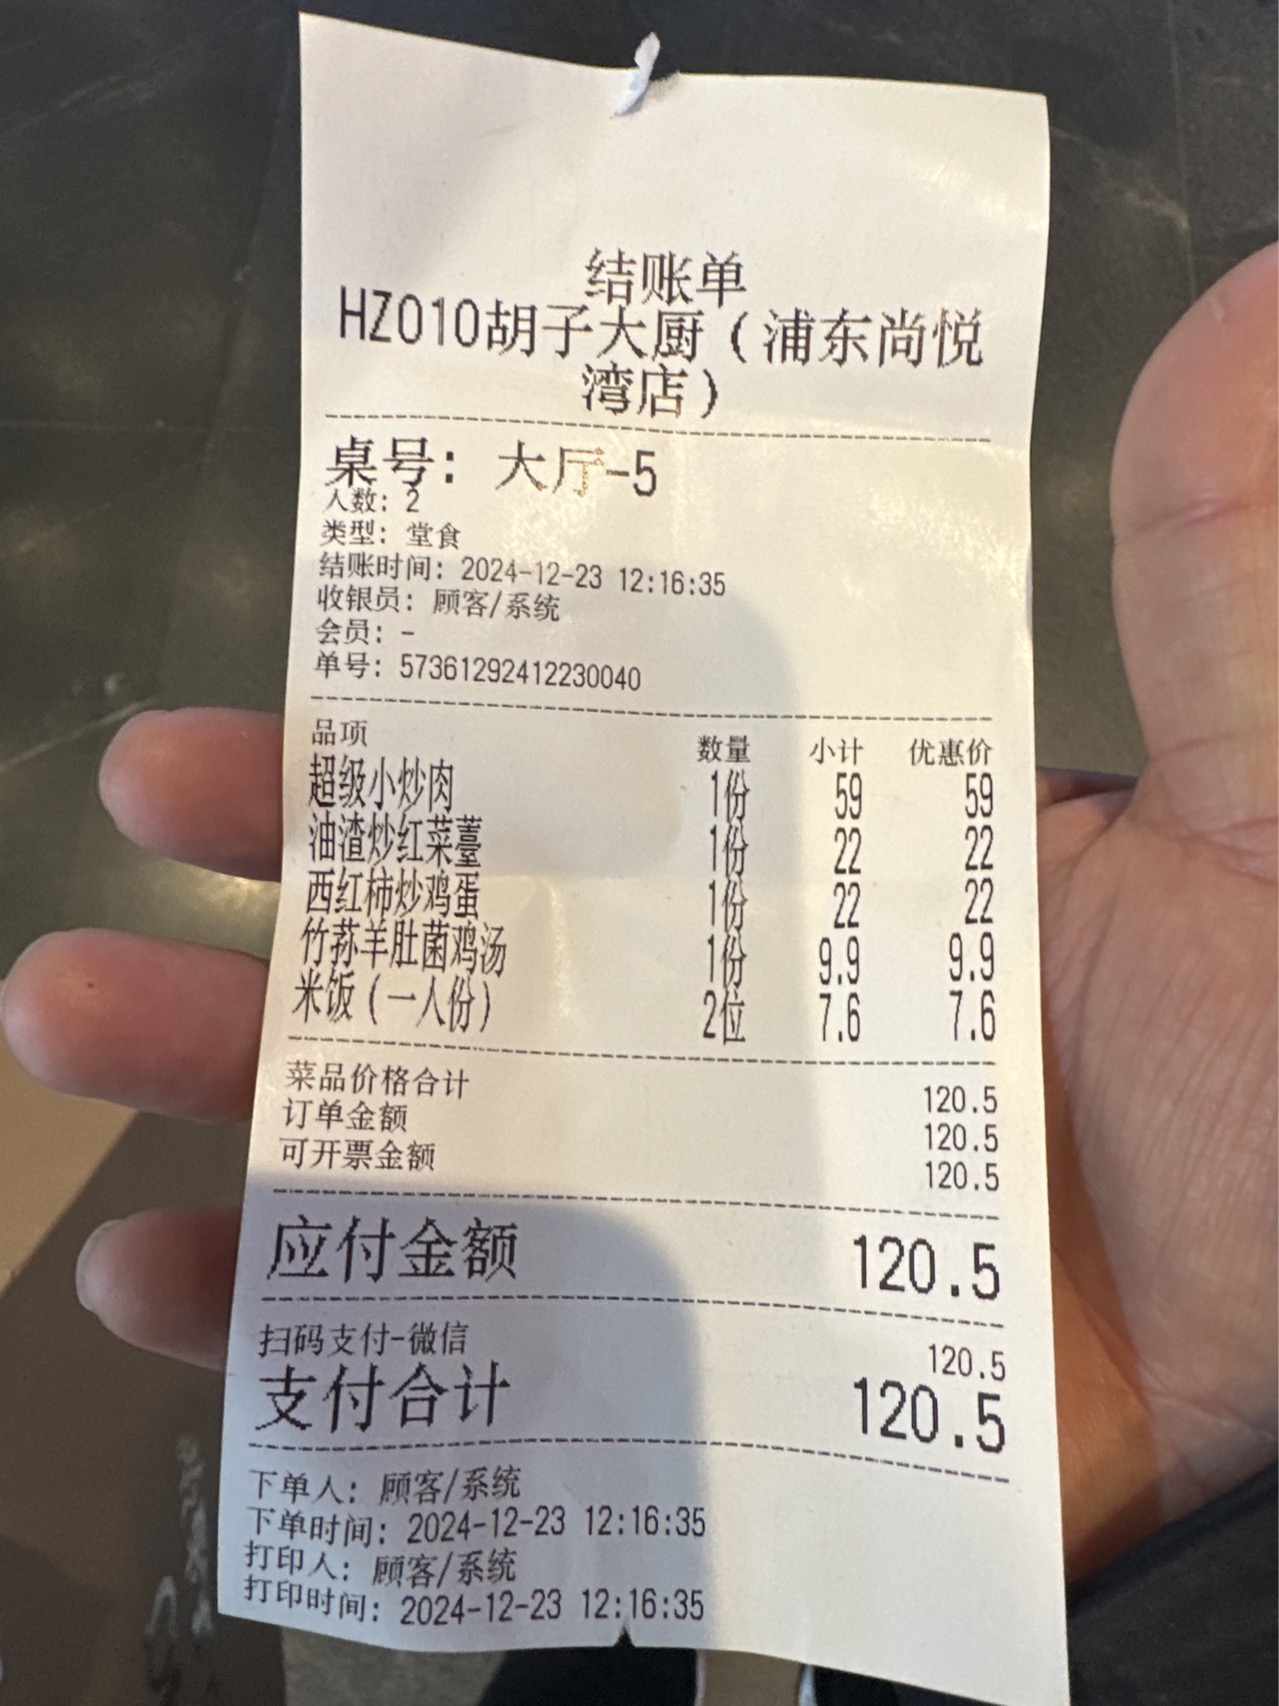 结账单
HZ010胡子大厨（浦东尚悦
湾店）
桌号：大厅-5
人数：2
类型：堂食
结账时间：2024-12-23 12:16:35
收银员：顾客/系统
会员：-
单号：57361292412230040
品项 数量 小计 优惠价
超级小炒肉 1份 59 59
油渣炒红菜薹 1份 22 22
西红柿炒鸡蛋 1份 22 22
竹荪羊肚菌鸡汤 1份 9.9 9.9
米饭（一人份） 2位 7.6 7.6
菜品价格合计 120.5
订单金额 120.5
可开票金额 120.5
应付金额 120.5
扫码支付-微信 120.5
支付合计 120.5
下单人：顾客/系统
下单时间：2024-12-23 12:16:35
打印人：顾客/系统
打印时间：2024-12-23 12:16:35